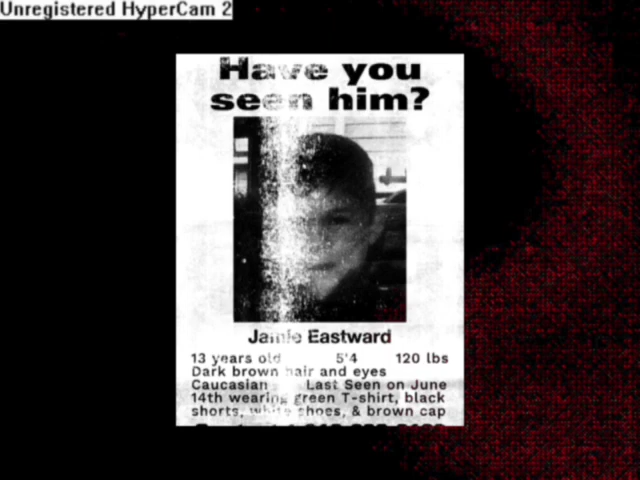 Unregistered HyperCam 2
Have you
seen him?
Jamie Eastward
13 years old 5'4 120 lbs
Dark brown hair and eyes
Caucasian Last Seen on June
14th wearing green T-shirt, black
shorts, white shoes, & brown cap